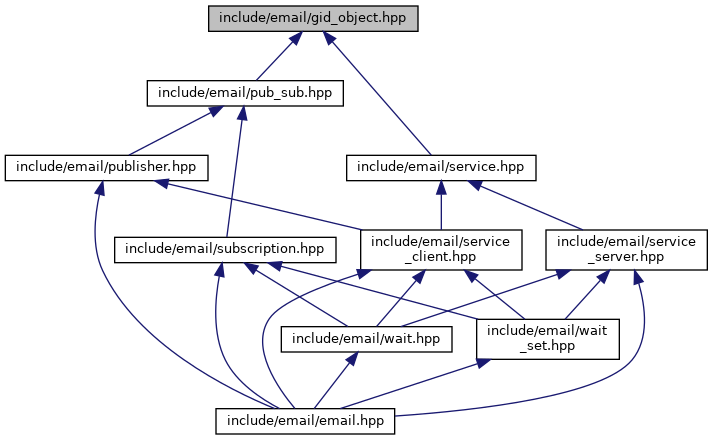 include/email/gid_object.hpp
include/email/pub_sub.hpp
include/email/publisher.hpp
include/email/service.hpp
include/email/subscription.hpp
include/email/service
_client.hpp
include/email/service
_server.hpp
include/email/wait.hpp
include/email/wait
_set.hpp
include/email/email.hpp